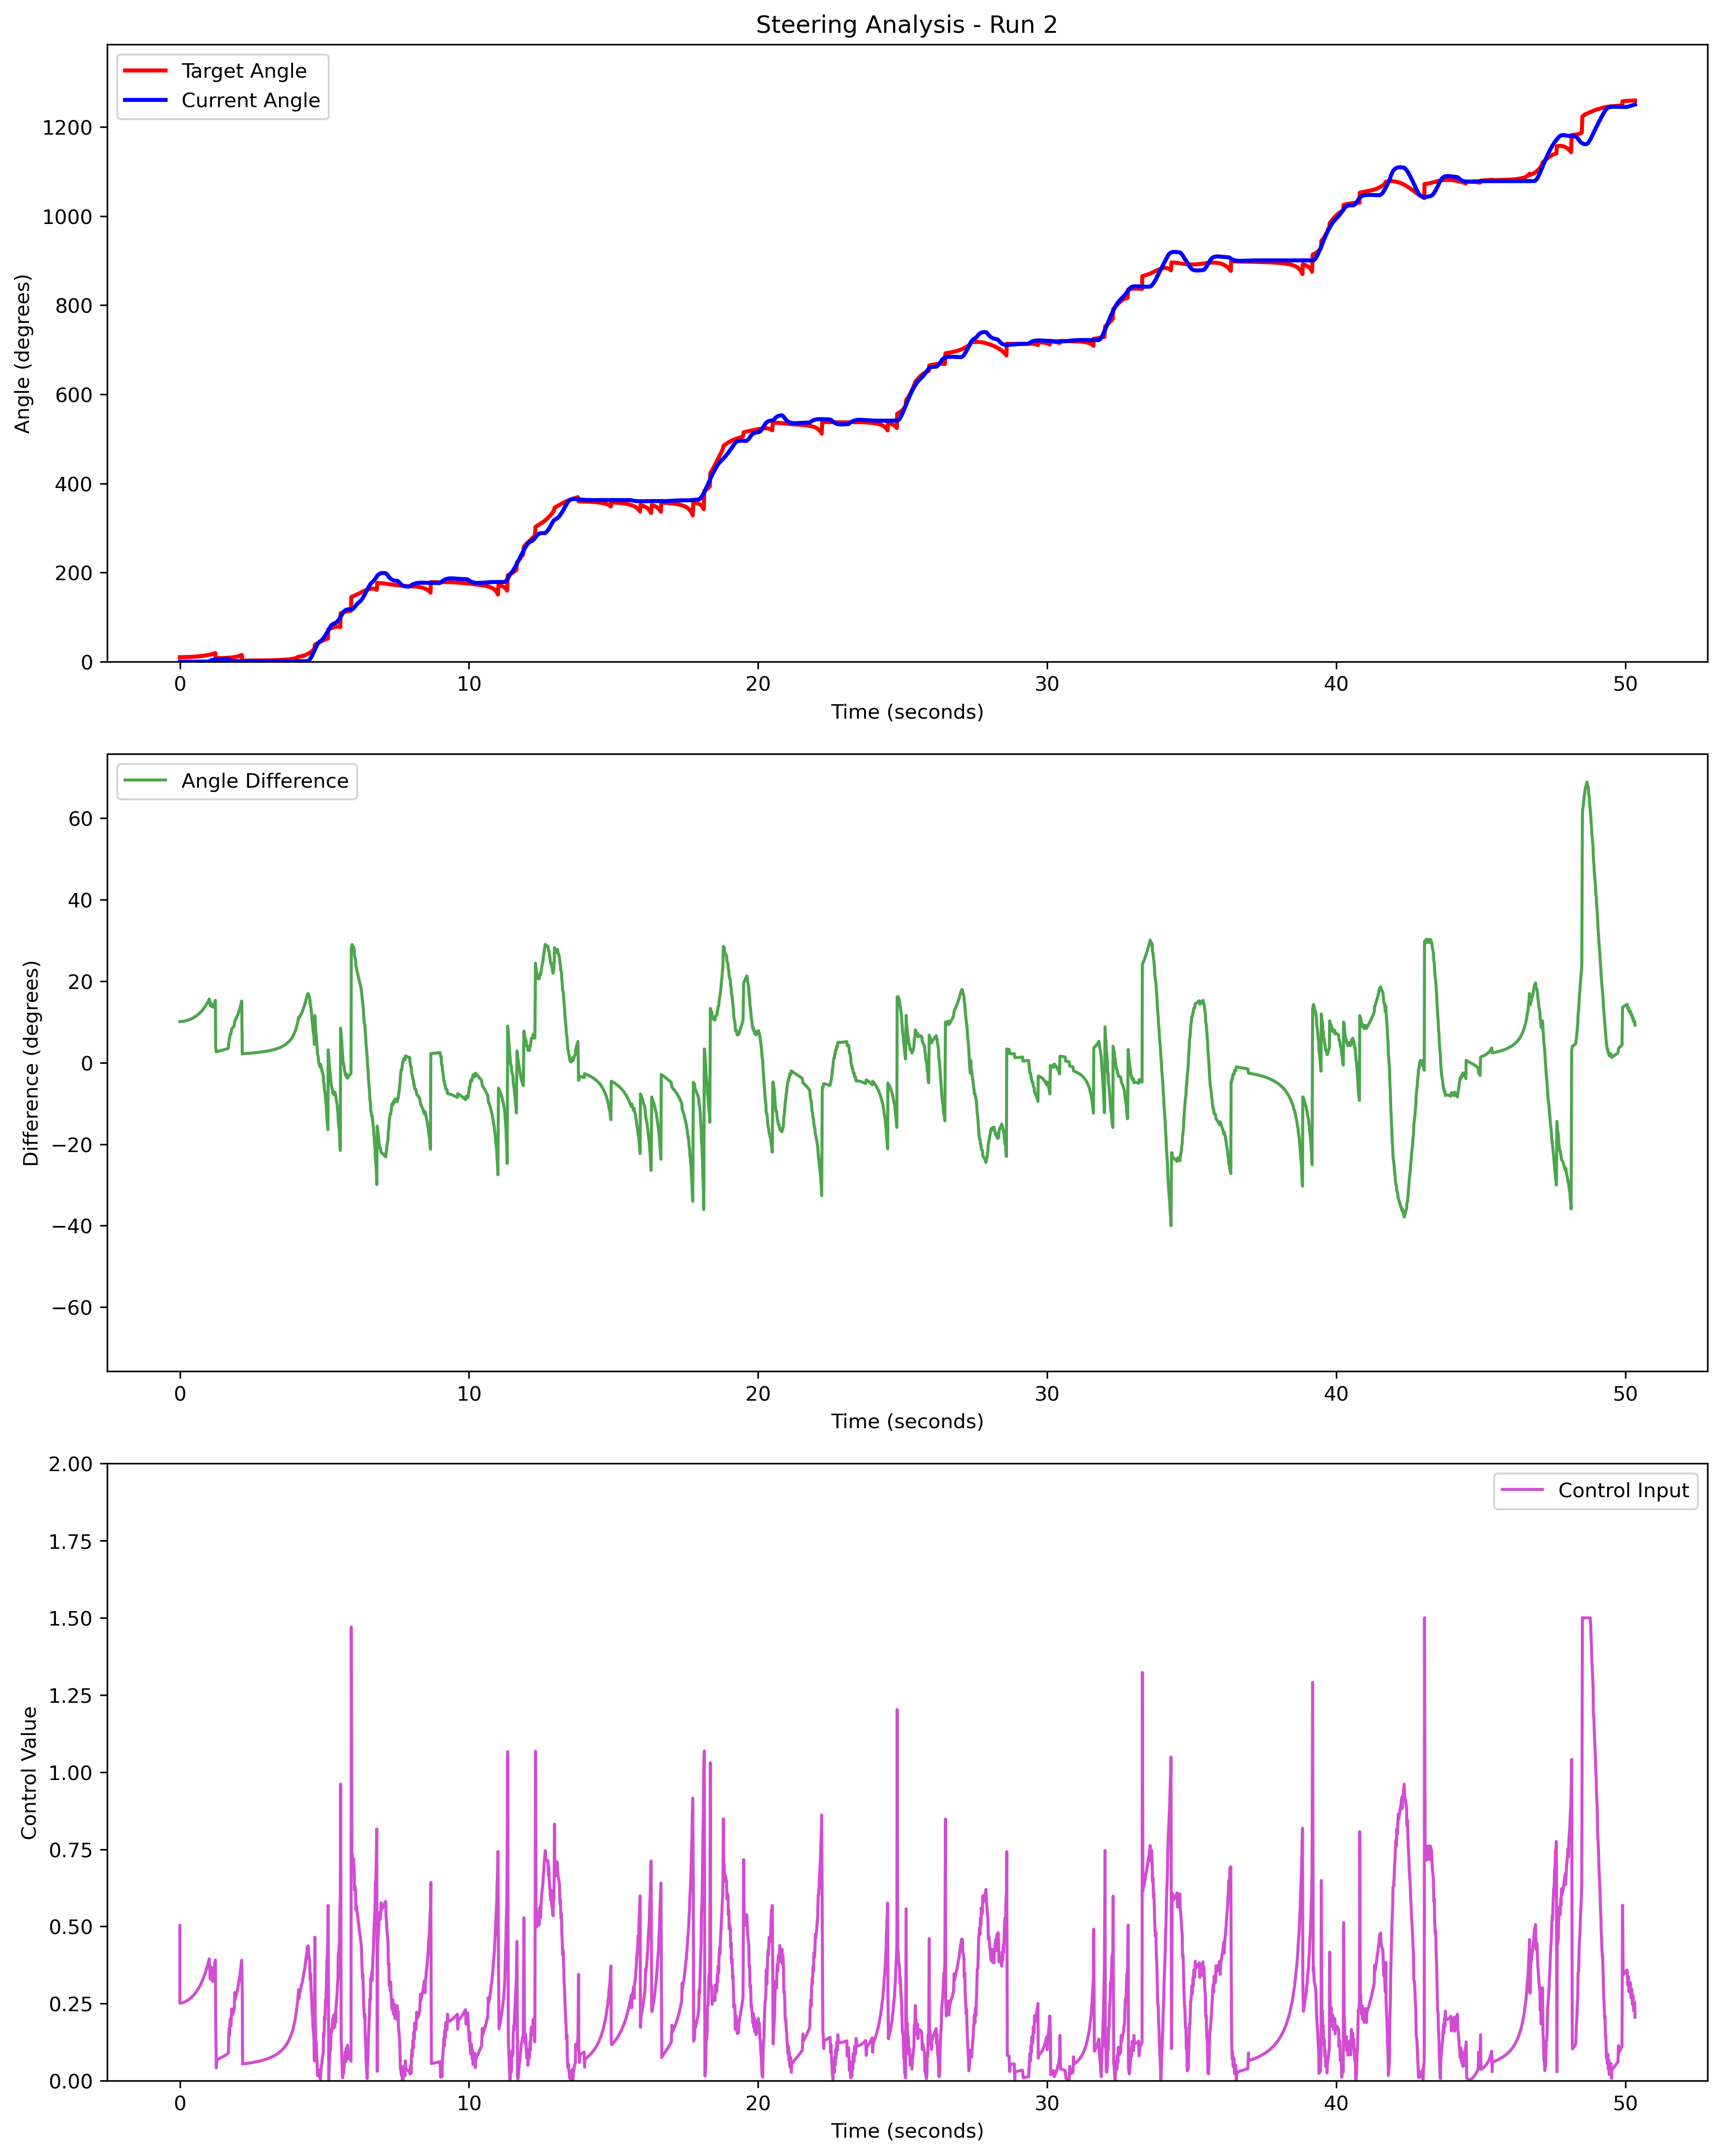 Steering Analysis - Run 2
Target Angle
Current Angle
Angle (degrees)
1200
1000
800
600
400
200
0
0 10 20 30 40 50
Time (seconds)
Angle Difference
Difference (degrees)
60
40
20
0
−20
−40
−60
0 10 20 30 40 50
Time (seconds)
Control Input
Control Value
2.00
1.75
1.50
1.25
1.00
0.75
0.50
0.25
0.00
0 10 20 30 40 50
Time (seconds)